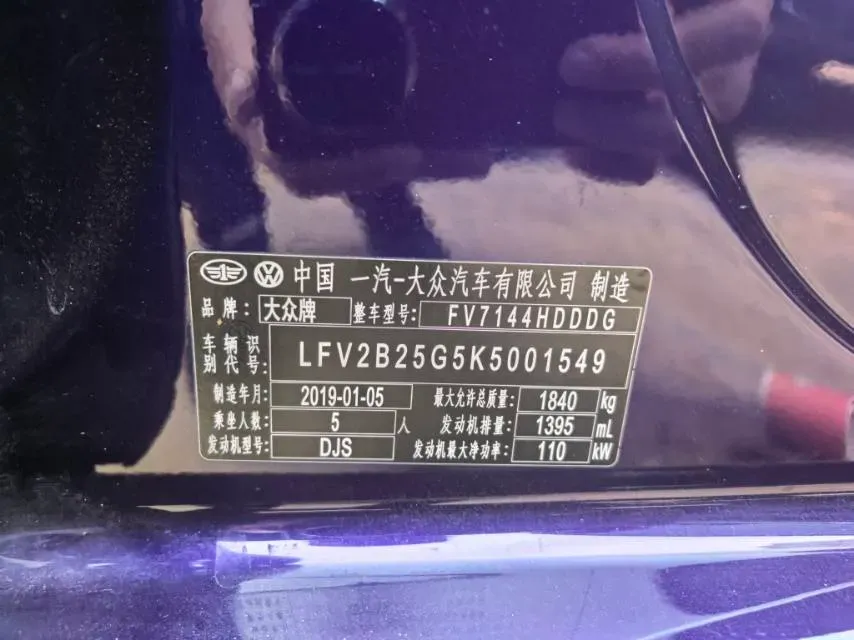 中国 一汽-大众汽车有限公司 制造
品牌: 大众牌 整车型号: FV7144HDDDG
车辆识别代号: LFV2B25G5K5001549
制造年月: 2019-01-05 最大允许总质量: 1840 kg
乘坐人数: 5 人 发动机排量: 1395 mL
发动机型号: DJS 发动机最大净功率: 110 kW